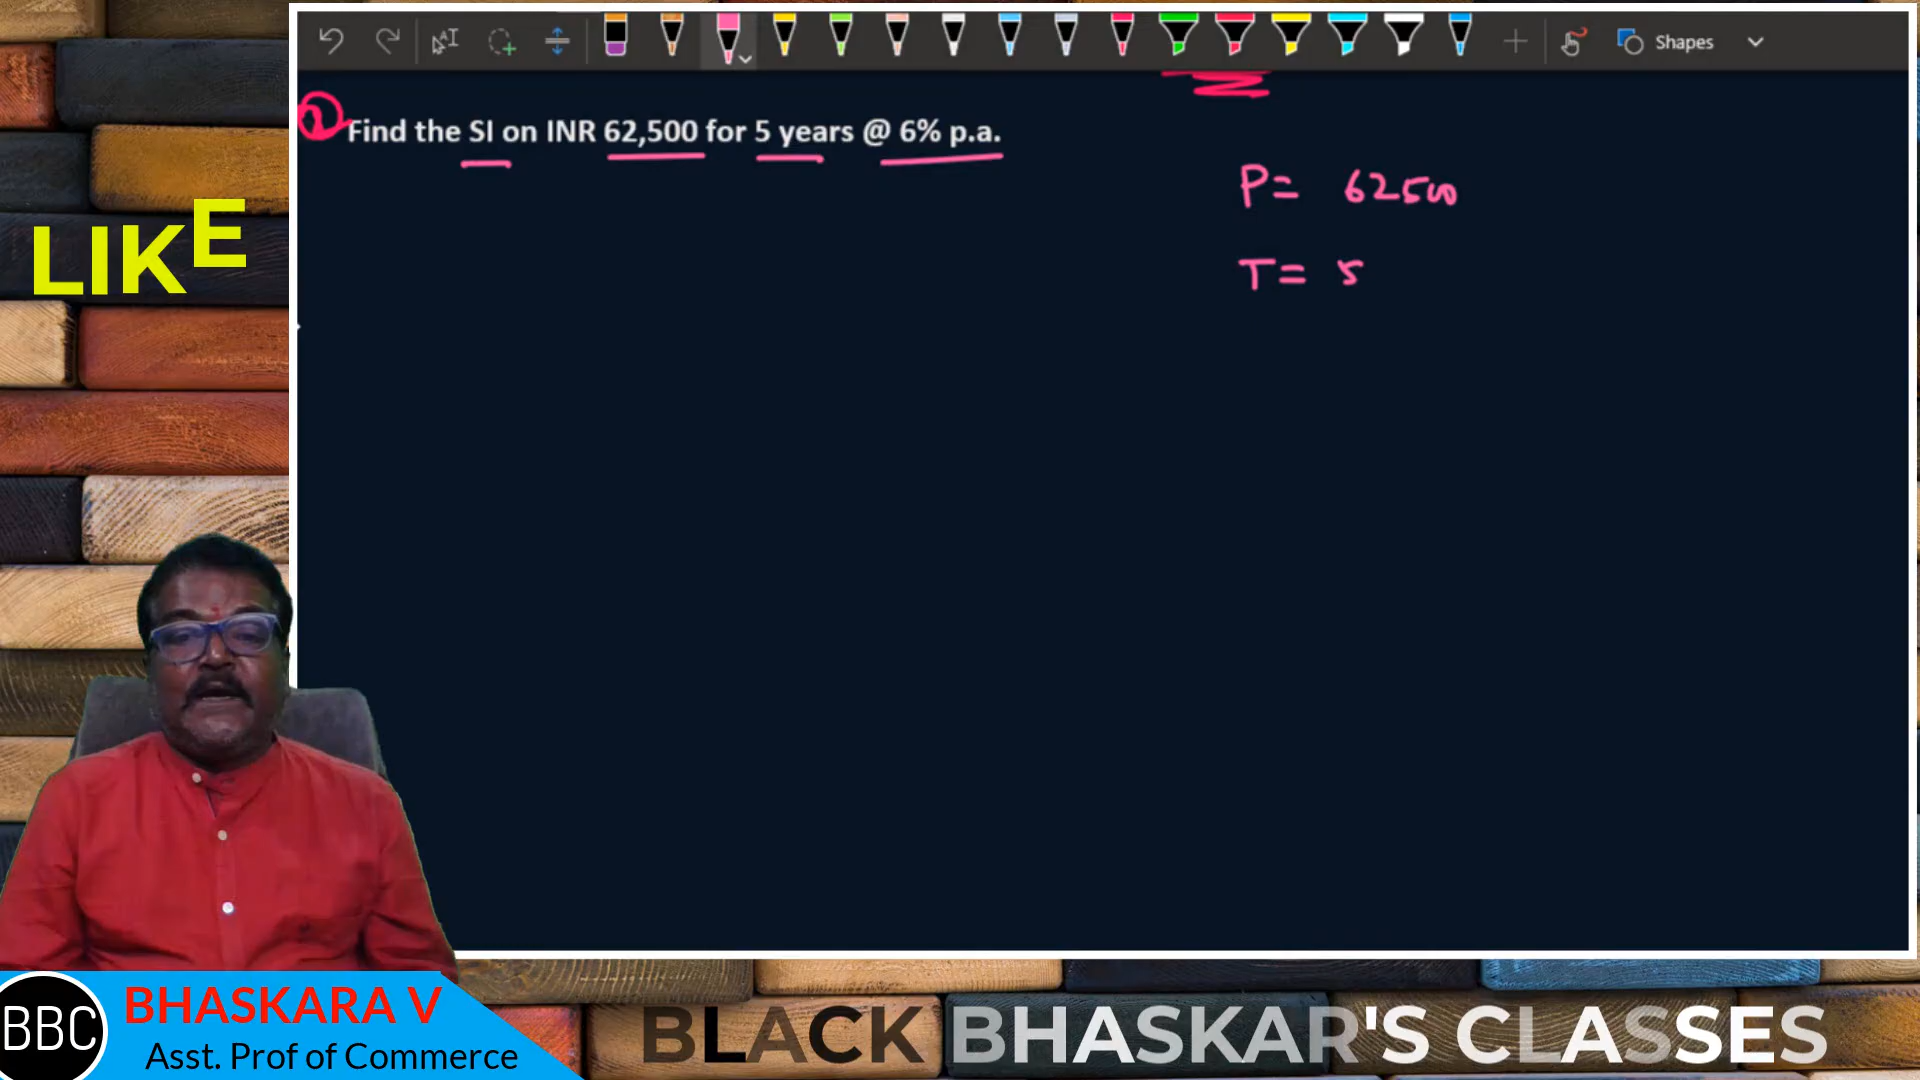 Shapes
1 Find the SI on INR 62,500 for 5 years @ 6% p.a.
P= 62500
T= 5
LIKE
BBC
BHASKARA V
Asst. Prof of Commerce
BLACK BHASKAR'S CLASSES